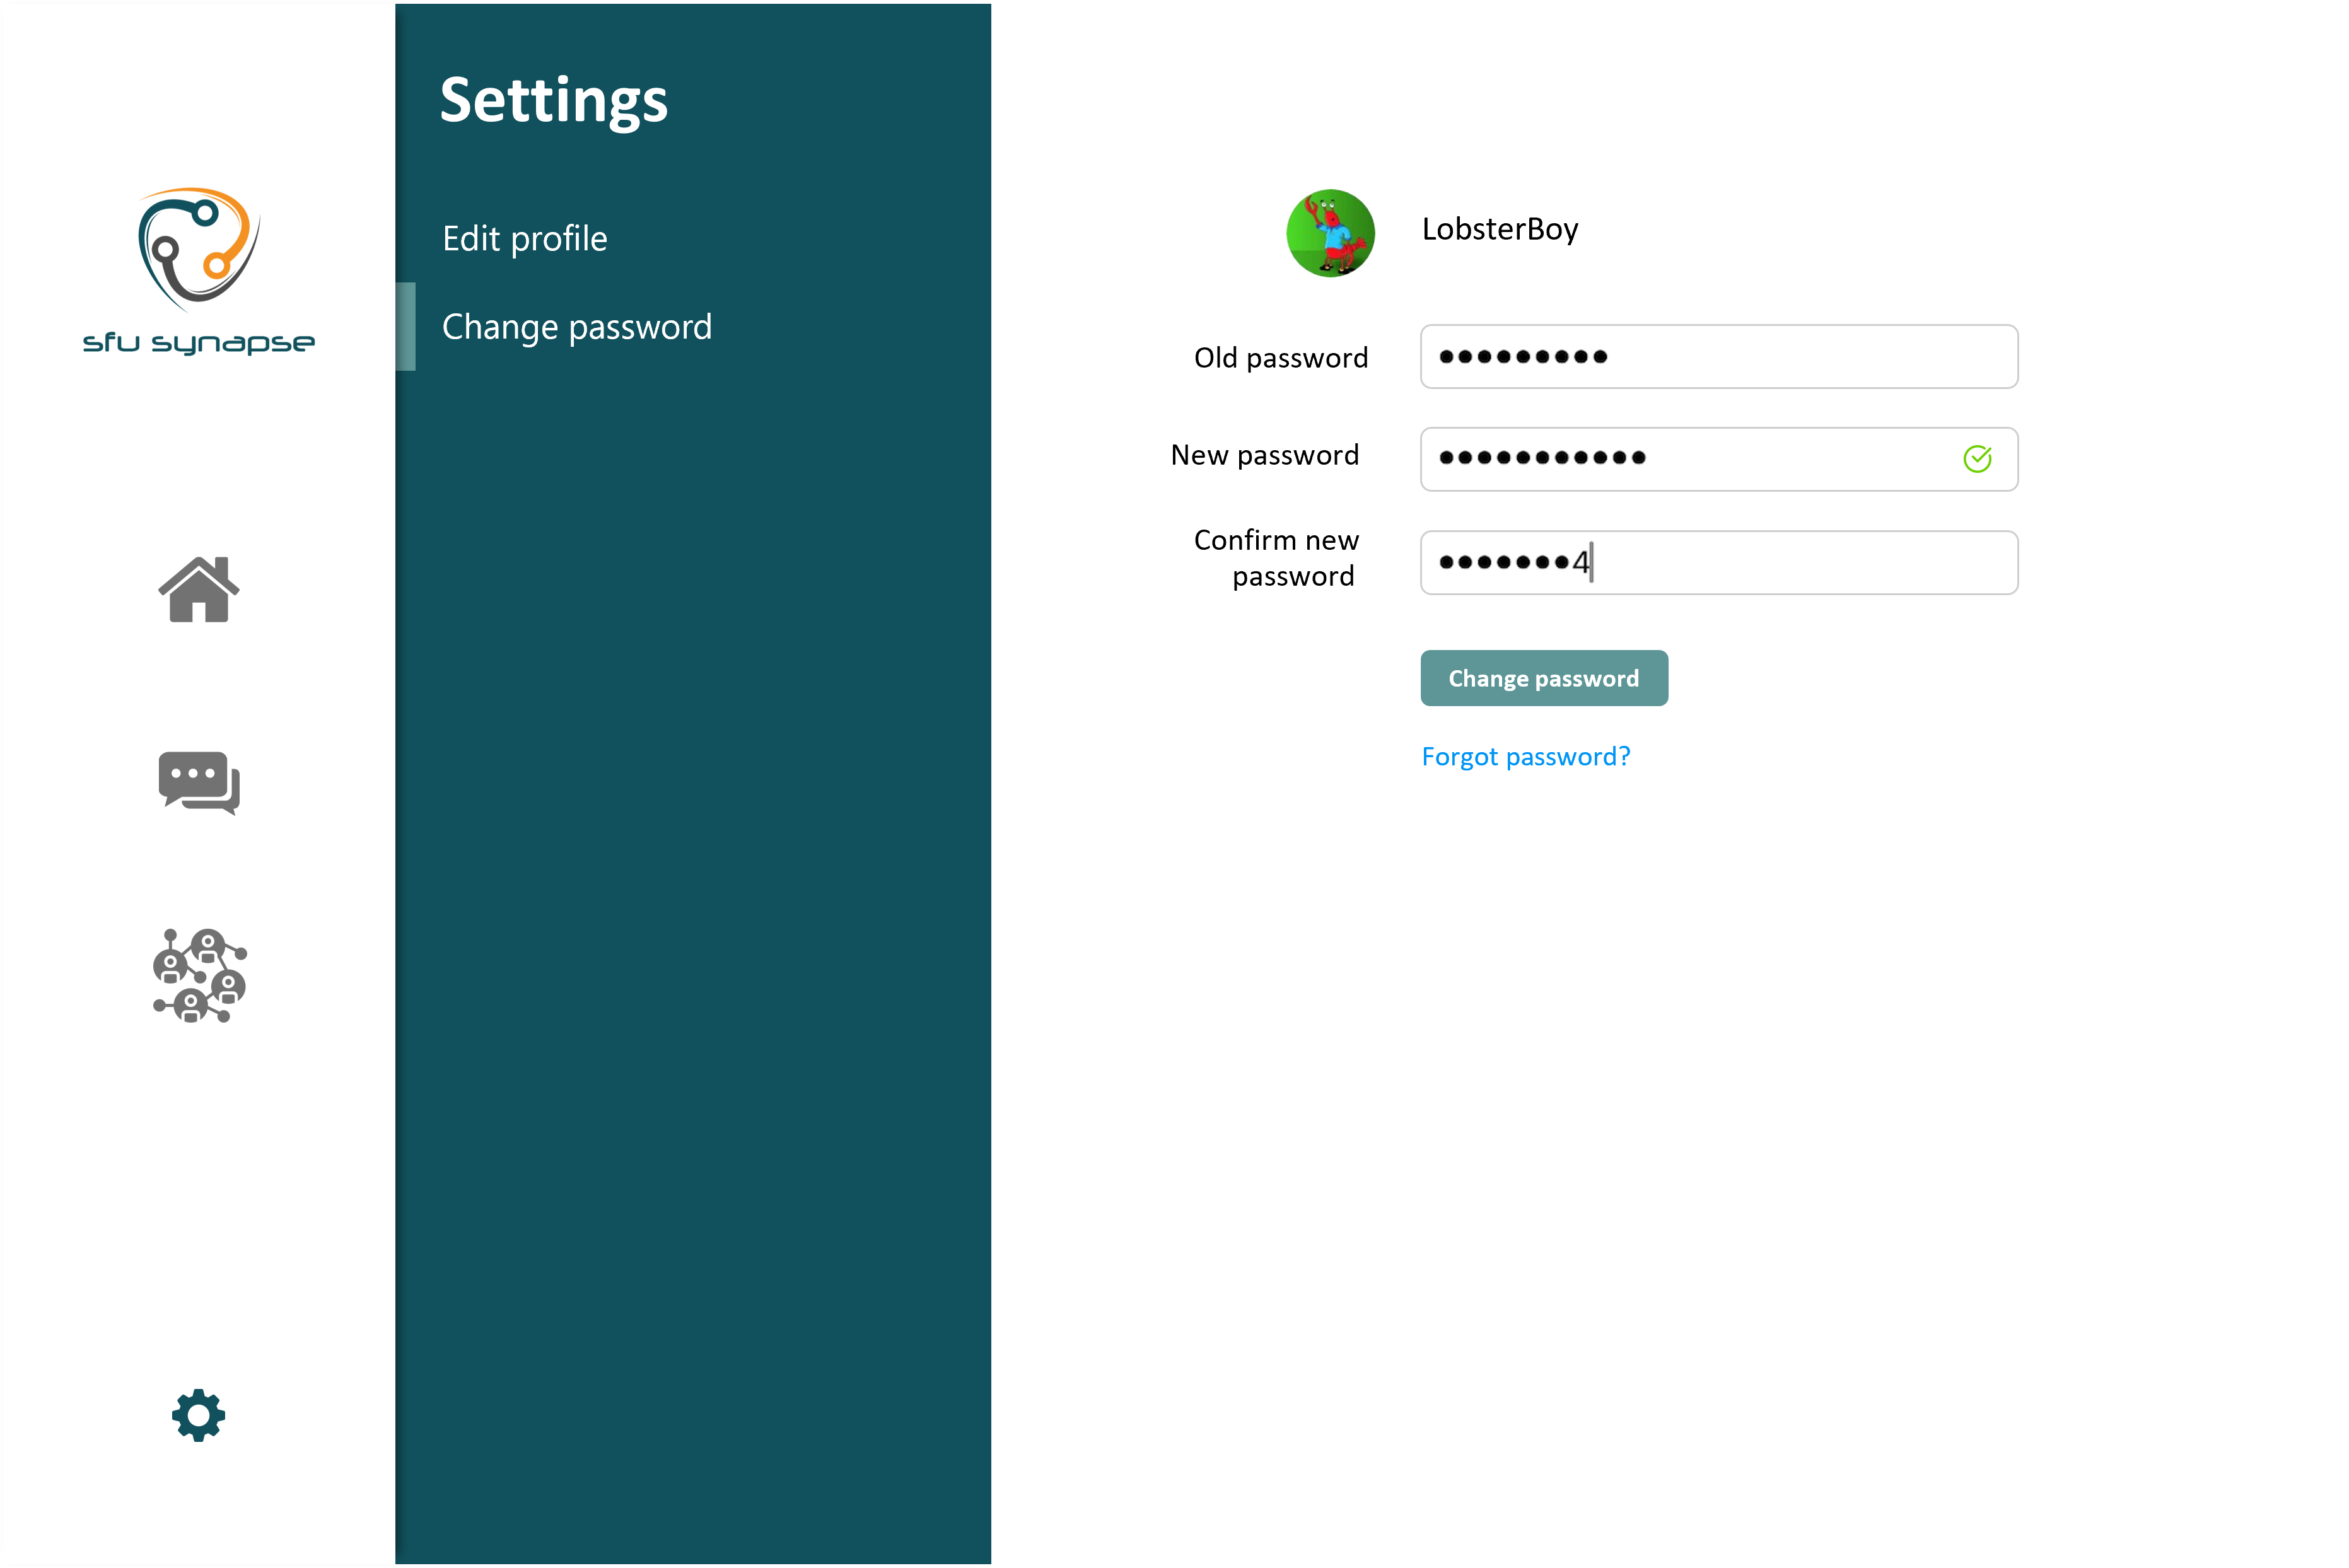 Settings
sfu synapse
Edit profile
Change password
LobsterBoy
Old password
●●●●●●●●●
New password
●●●●●●●●●●●
Confirm new
password
●●●●●●●4
Change password
Forgot password?